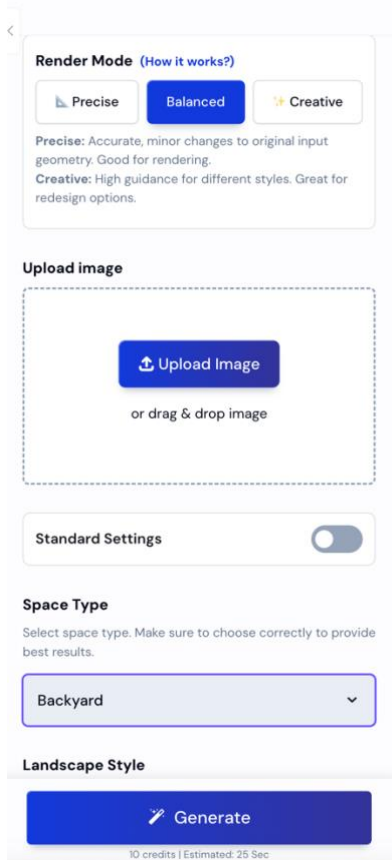 Render Mode (How it works?)
Precise
Balanced
Creative
Precise: Accurate, minor changes to original input
geometry. Good for rendering.
Creative: High guidance for different styles. Great for
redesign options.
Upload image
Upload Image
or drag & drop image
Standard Settings
Space Type
Select space type. Make sure to choose correctly to provide
best results.
Backyard
Landscape Style
Generate
10 credits | Estimated: 25 Sec